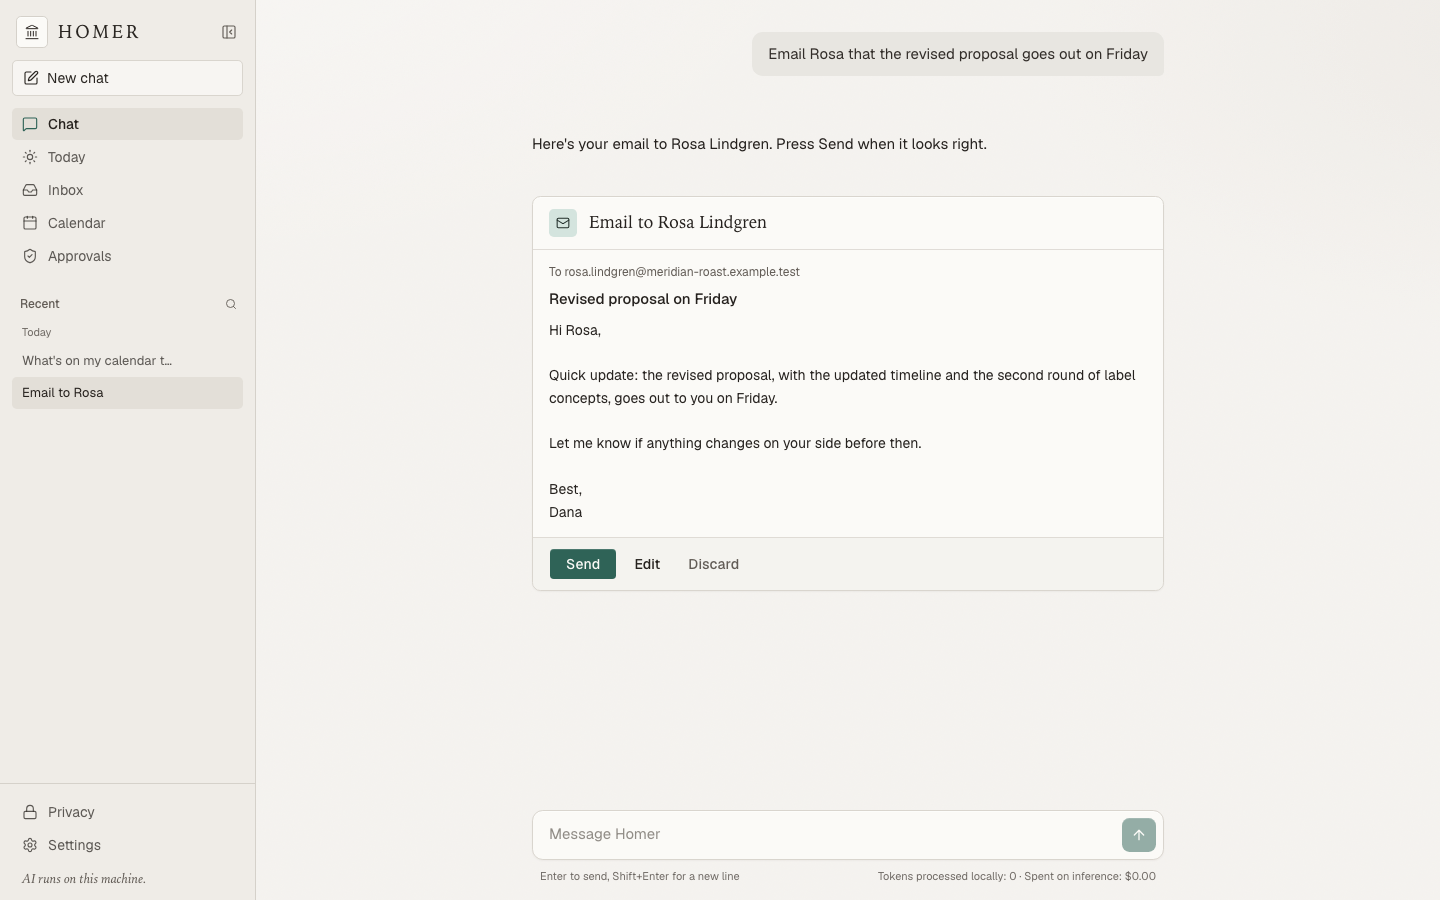 HOMER
New chat
Chat
Today
Inbox
Calendar
Approvals
Recent
Today
What's on my calendar t...
Email to Rosa
Privacy
Settings
AI runs on this machine.
Email Rosa that the revised proposal goes out on Friday
Here's your email to Rosa Lindgren. Press Send when it looks right.
Email to Rosa Lindgren
To rosa.lindgren@meridian-roast.example.test
Revised proposal on Friday
Hi Rosa,
Quick update: the revised proposal, with the updated timeline and the second round of label
concepts, goes out to you on Friday.
Let me know if anything changes on your side before then.
Best,
Dana
Send Edit Discard
Message Homer
Enter to send, Shift+Enter for a new line
Tokens processed locally: 0 · Spent on inference: $0.00